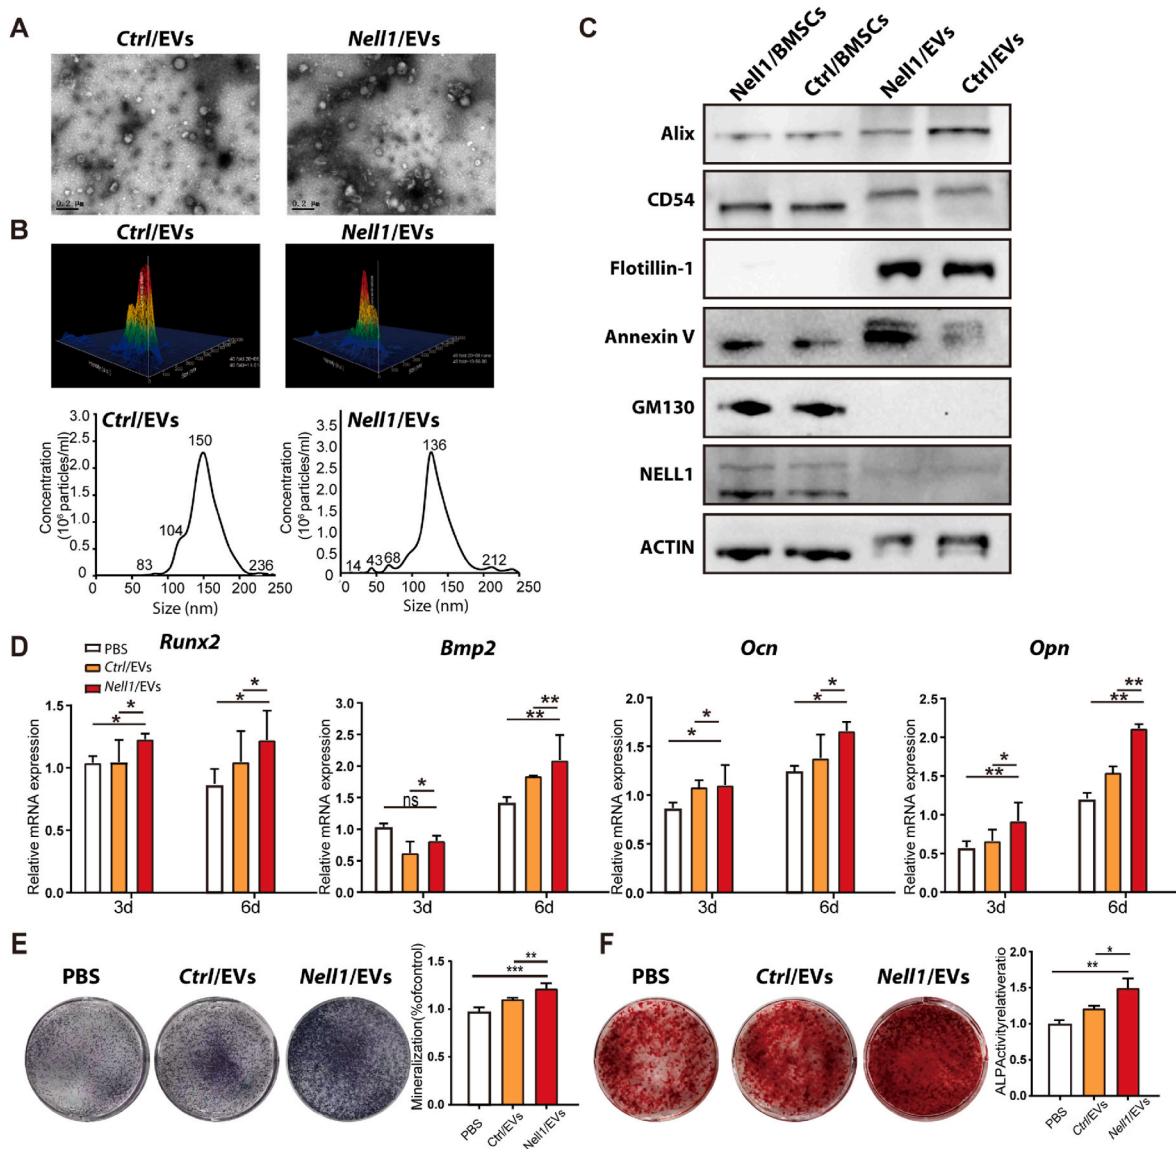 A
Ctrl/EVs
Nell1/EVs
0.2 μm
0.2 μm
B
Ctrl/EVs
Nell1/EVs
Ctrl/EVs
Concentration
(10⁶ particles/ml)
3.0
2.5
2.0
1.5
1.0
0.5
0
83
104
150
236
0
50
100
150
200
250
Size (nm)
Nell1/EVs
Concentration
(10⁶ particles/ml)
3.5
3.0
2.5
2.0
1.5
1.0
0.5
0
14
43
68
136
212
0
50
100
150
200
250
Size (nm)
C
Nell1/BMSCs
Ctrl/BMSCs
Nell1/EVs
Ctrl/EVs
Alix
CD54
Flotillin-1
Annexin V
GM130
NELL1
ACTIN
D
PBS
Ctrl/EVs
Nell1/EVs
Runx2
Relative mRNA expression
1.5
1.0
0.5
0.0
*
*
*
*
3d
6d
Bmp2
Relative mRNA expression
3.0
2.5
2.0
1.5
1.0
0.5
0.0
ns
*
**
**
3d
6d
Ocn
Relative mRNA expression
2.0
1.5
1.0
0.5
0.0
*
*
*
*
3d
6d
Opn
Relative mRNA expression
2.5
2.0
1.5
1.0
0.5
0.0
**
*
**
**
3d
6d
E
PBS
Ctrl/EVs
Nell1/EVs
Mineralization(%ofcontrol)
1.5
1.0
0.5
0.0
***
**
PBS
Ctrl/EVs
Nell1/EVs
F
PBS
Ctrl/EVs
Nell1/EVs
ALPActivityrelativeratio
2.0
1.5
1.0
0.5
0.0
**
*
PBS
Ctrl/EVs
Nell1/EVs